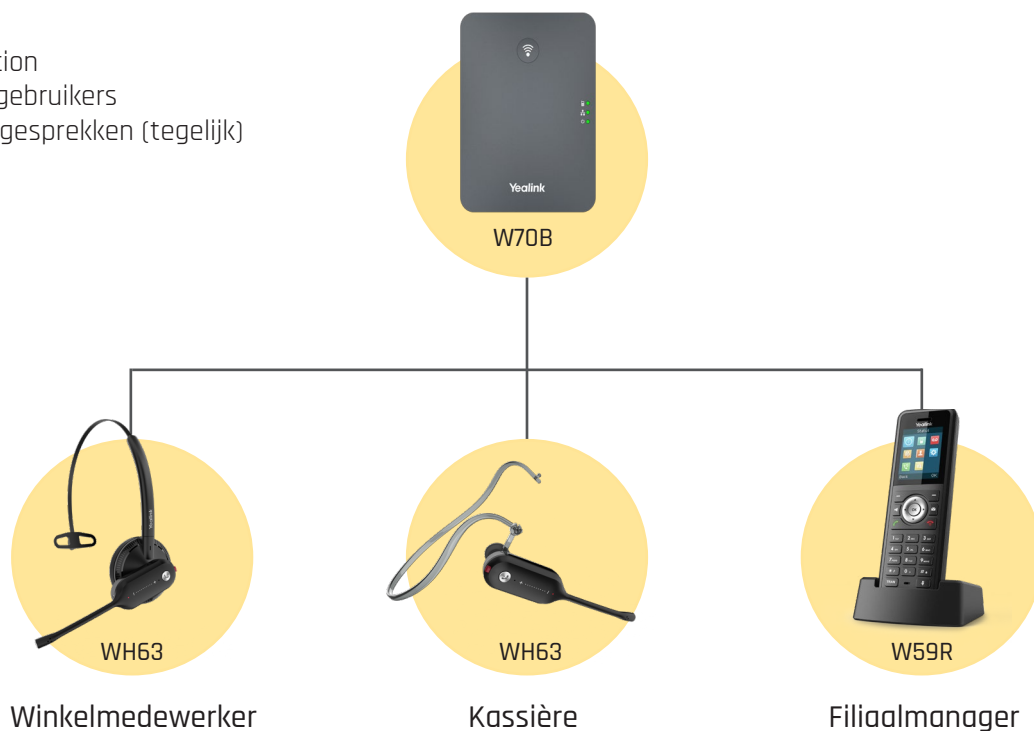 tion
gebruikers
gesprekken (tegelijk)
Yealink
W70B
Yealink
WH63
WH63
W59R
Winkelmedewerker
Kassière
Filiaalmanager